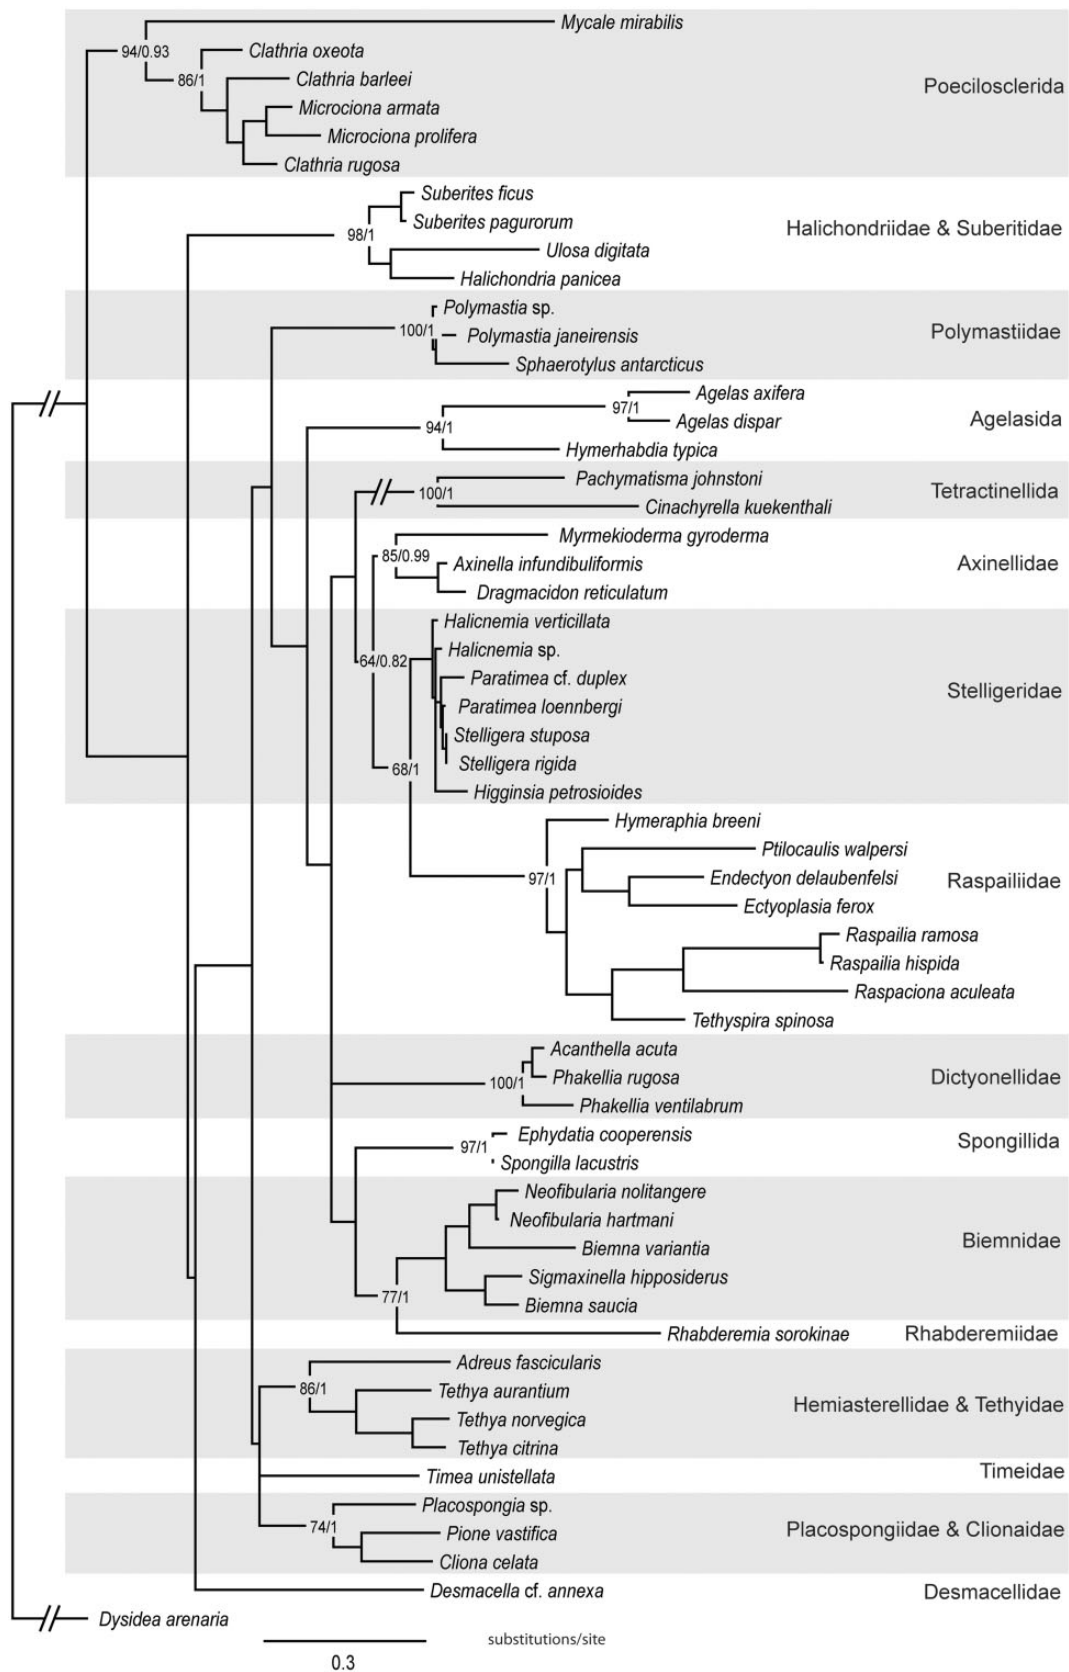 Mycale mirabilis
94/0.93
Clathria oxeota
86/1
Clathria barleei
Poecilosclerida
Microciona armata
Microciona prolifera
Clathria rugosa
Suberites ficus
Suberites pagurorum
Halichondriidae & Suberitidae
98/1
Ulosa digitata
Halichondria panicea
Polymastia sp.
100/1
Polymastia janeirensis
Polymastiidae
Sphaerotylus antarcticus
Agelas axifera
97/1
Agelas dispar
Agelasida
94/1
Hymerhabdia typica
Pachymatisma johnstoni
100/1
Tetractinellida
Cinachyrella kuekenthali
Myrmekioderma gyroderma
85/0.99
Axinella infundibuliformis
Axinellidae
Dragmacidon reticulatum
Halicnemia verticillata
Halicnemia sp.
64/0.82
Paratimea cf. duplex
Stelligeridae
Paratimea loennbergi
Stelligera stuposa
Stelligera rigida
68/1
Higginsia petrosioides
Hymeraphia breeni
Ptilocaulis walpersi
97/1
Endectyon delaubenfelsi
Raspailiidae
Ectyoplasia ferox
Raspailia ramosa
Raspailia hispida
Raspaciona aculeata
Tethyspira spinosa
Acanthella acuta
100/1
Phakellia rugosa
Dictyonellidae
Phakellia ventilabrum
Ephydatia cooperensis
97/1
Spongillida
Spongilla lacustris
Neofibularia nolitangere
Neofibularia hartmani
Biemna variantia
Biemnidae
Sigmaxinella hipposiderus
77/1
Biemna saucia
Rhabderemia sorokinae
Rhabderemiidae
Adreus fascicularis
86/1
Tethya aurantium
Hemiasterellidae & Tethyidae
Tethya norvegica
Tethya citrina
Timea unistellata
Timeidae
Placospongia sp.
74/1
Pione vastifica
Placospongiidae & Clionaidae
Cliona celata
Desmacella cf. annexa
Desmacellidae
Dysidea arenaria
substitutions/site
0.3